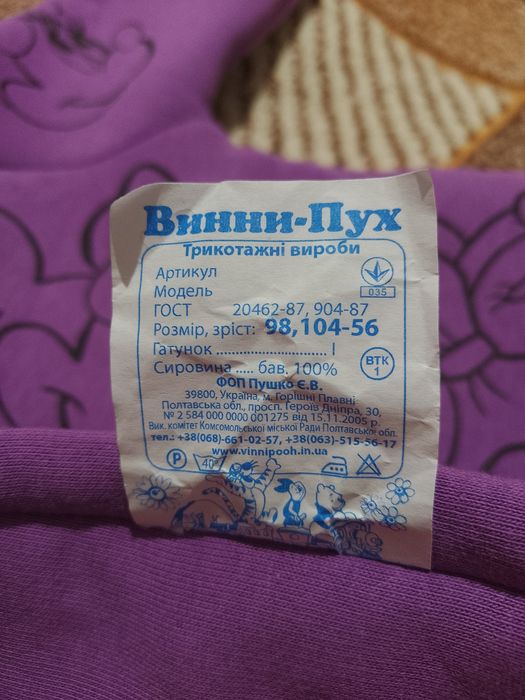 Винни-Пух
Трикотажні вироби
Артикул
Модель
035
ГОСТ 20462-87, 904-87
Розмір, зріст: 98,104-56
Гатунок ............................ I
Сировина ..... бав. 100%
ВТК
1
ФОП Пушко Є.В.
39800, Україна, м. Горішні Плавні
Полтавська обл., просп. Героїв Дніпра, 30,
№ 2 584 0000 0000 001275 від 15.11.2005 р.
Вик. комітет Комсомольської міської Ради Полтавської обл.
тел.: +38(068)-661-02-57, +38(063)-515-56-17
www.vinnipooh.in.ua
P 40°